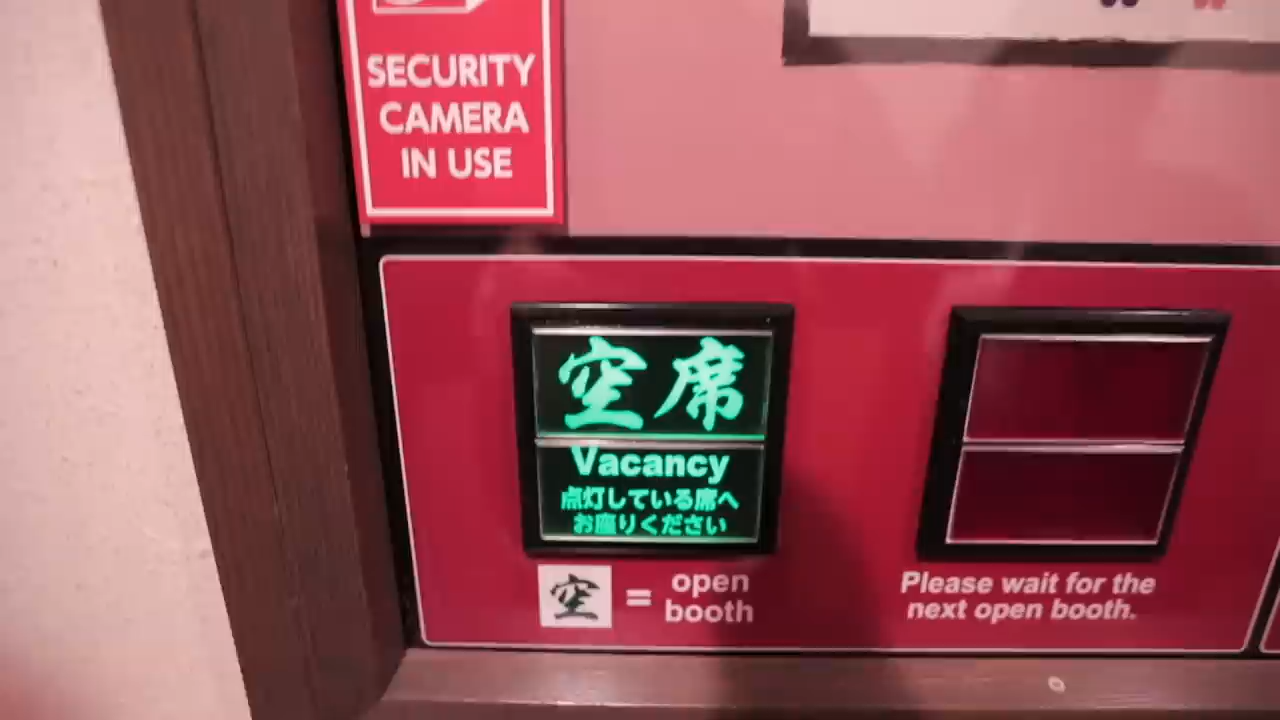 SECURITY
CAMERA
IN USE
空席
Vacancy
点灯している席へ
お座りください
空 = open
booth
Please wait for the
next open booth.